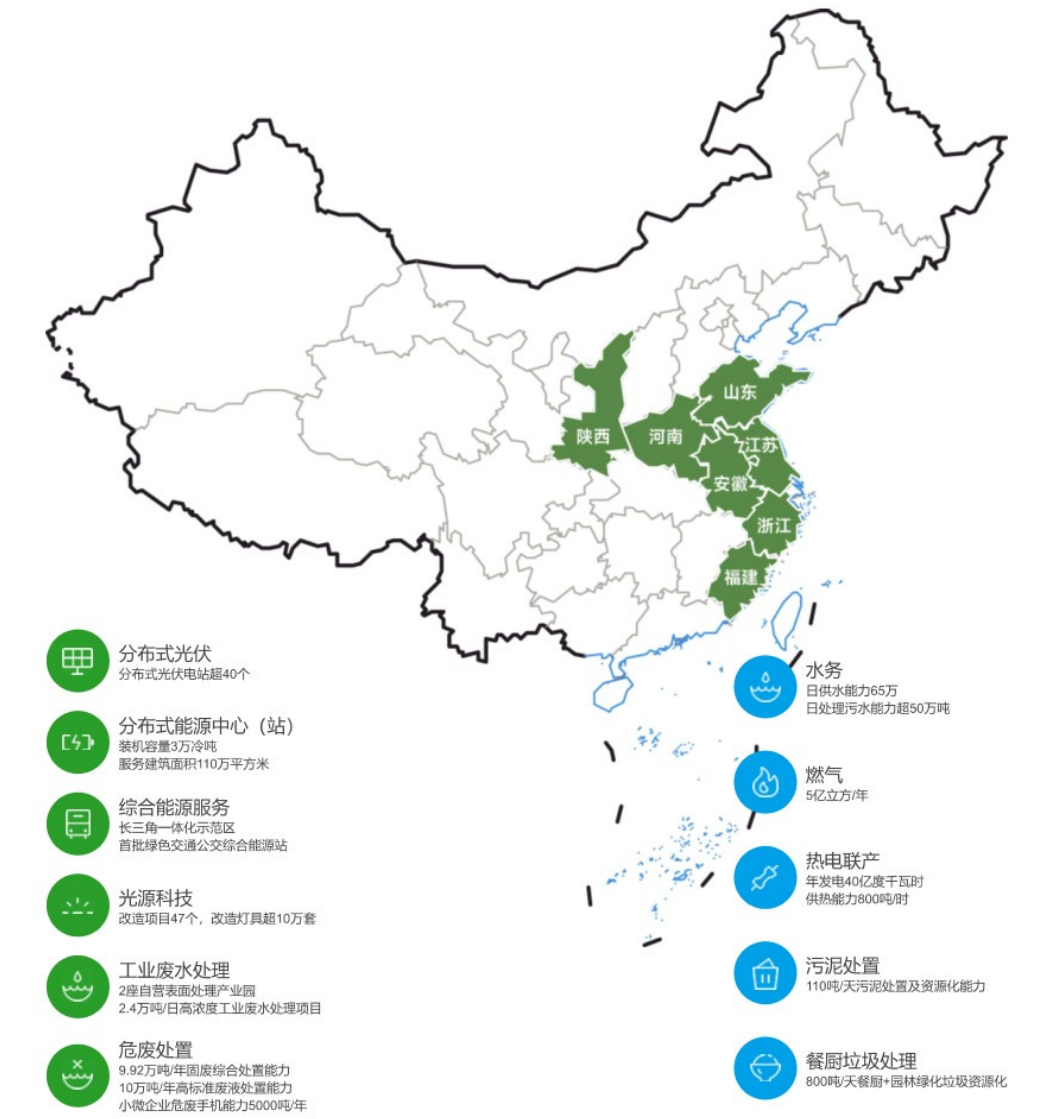 山东
陕西
河南
江苏
安徽
浙江
福建
分布式光伏
分布式光伏电站超40个
分布式能源中心（站）
装机容量3万冷吨
服务建筑面积110万平方米
综合能源服务
长三角一体化示范区
首批绿色交通公交综合能源站
光源科技
改造项目47个，改造灯具超10万套
工业废水处理
2座自营表面处理产业园
2.4万吨/日高浓度工业废水处理项目
危废处置
9.92万吨/年固废综合处置能力
10万吨/年高标准废液处置能力
小微企业危废手机能力5000吨/年
水务
日供水能力65万
日处理污水能力超50万吨
燃气
5亿立方/年
热电联产
年发电40亿度千瓦时
供热能力800吨/时
污泥处置
110吨/天污泥处置及资源化能力
餐厨垃圾处理
800吨/天餐厨+园林绿化垃圾资源化